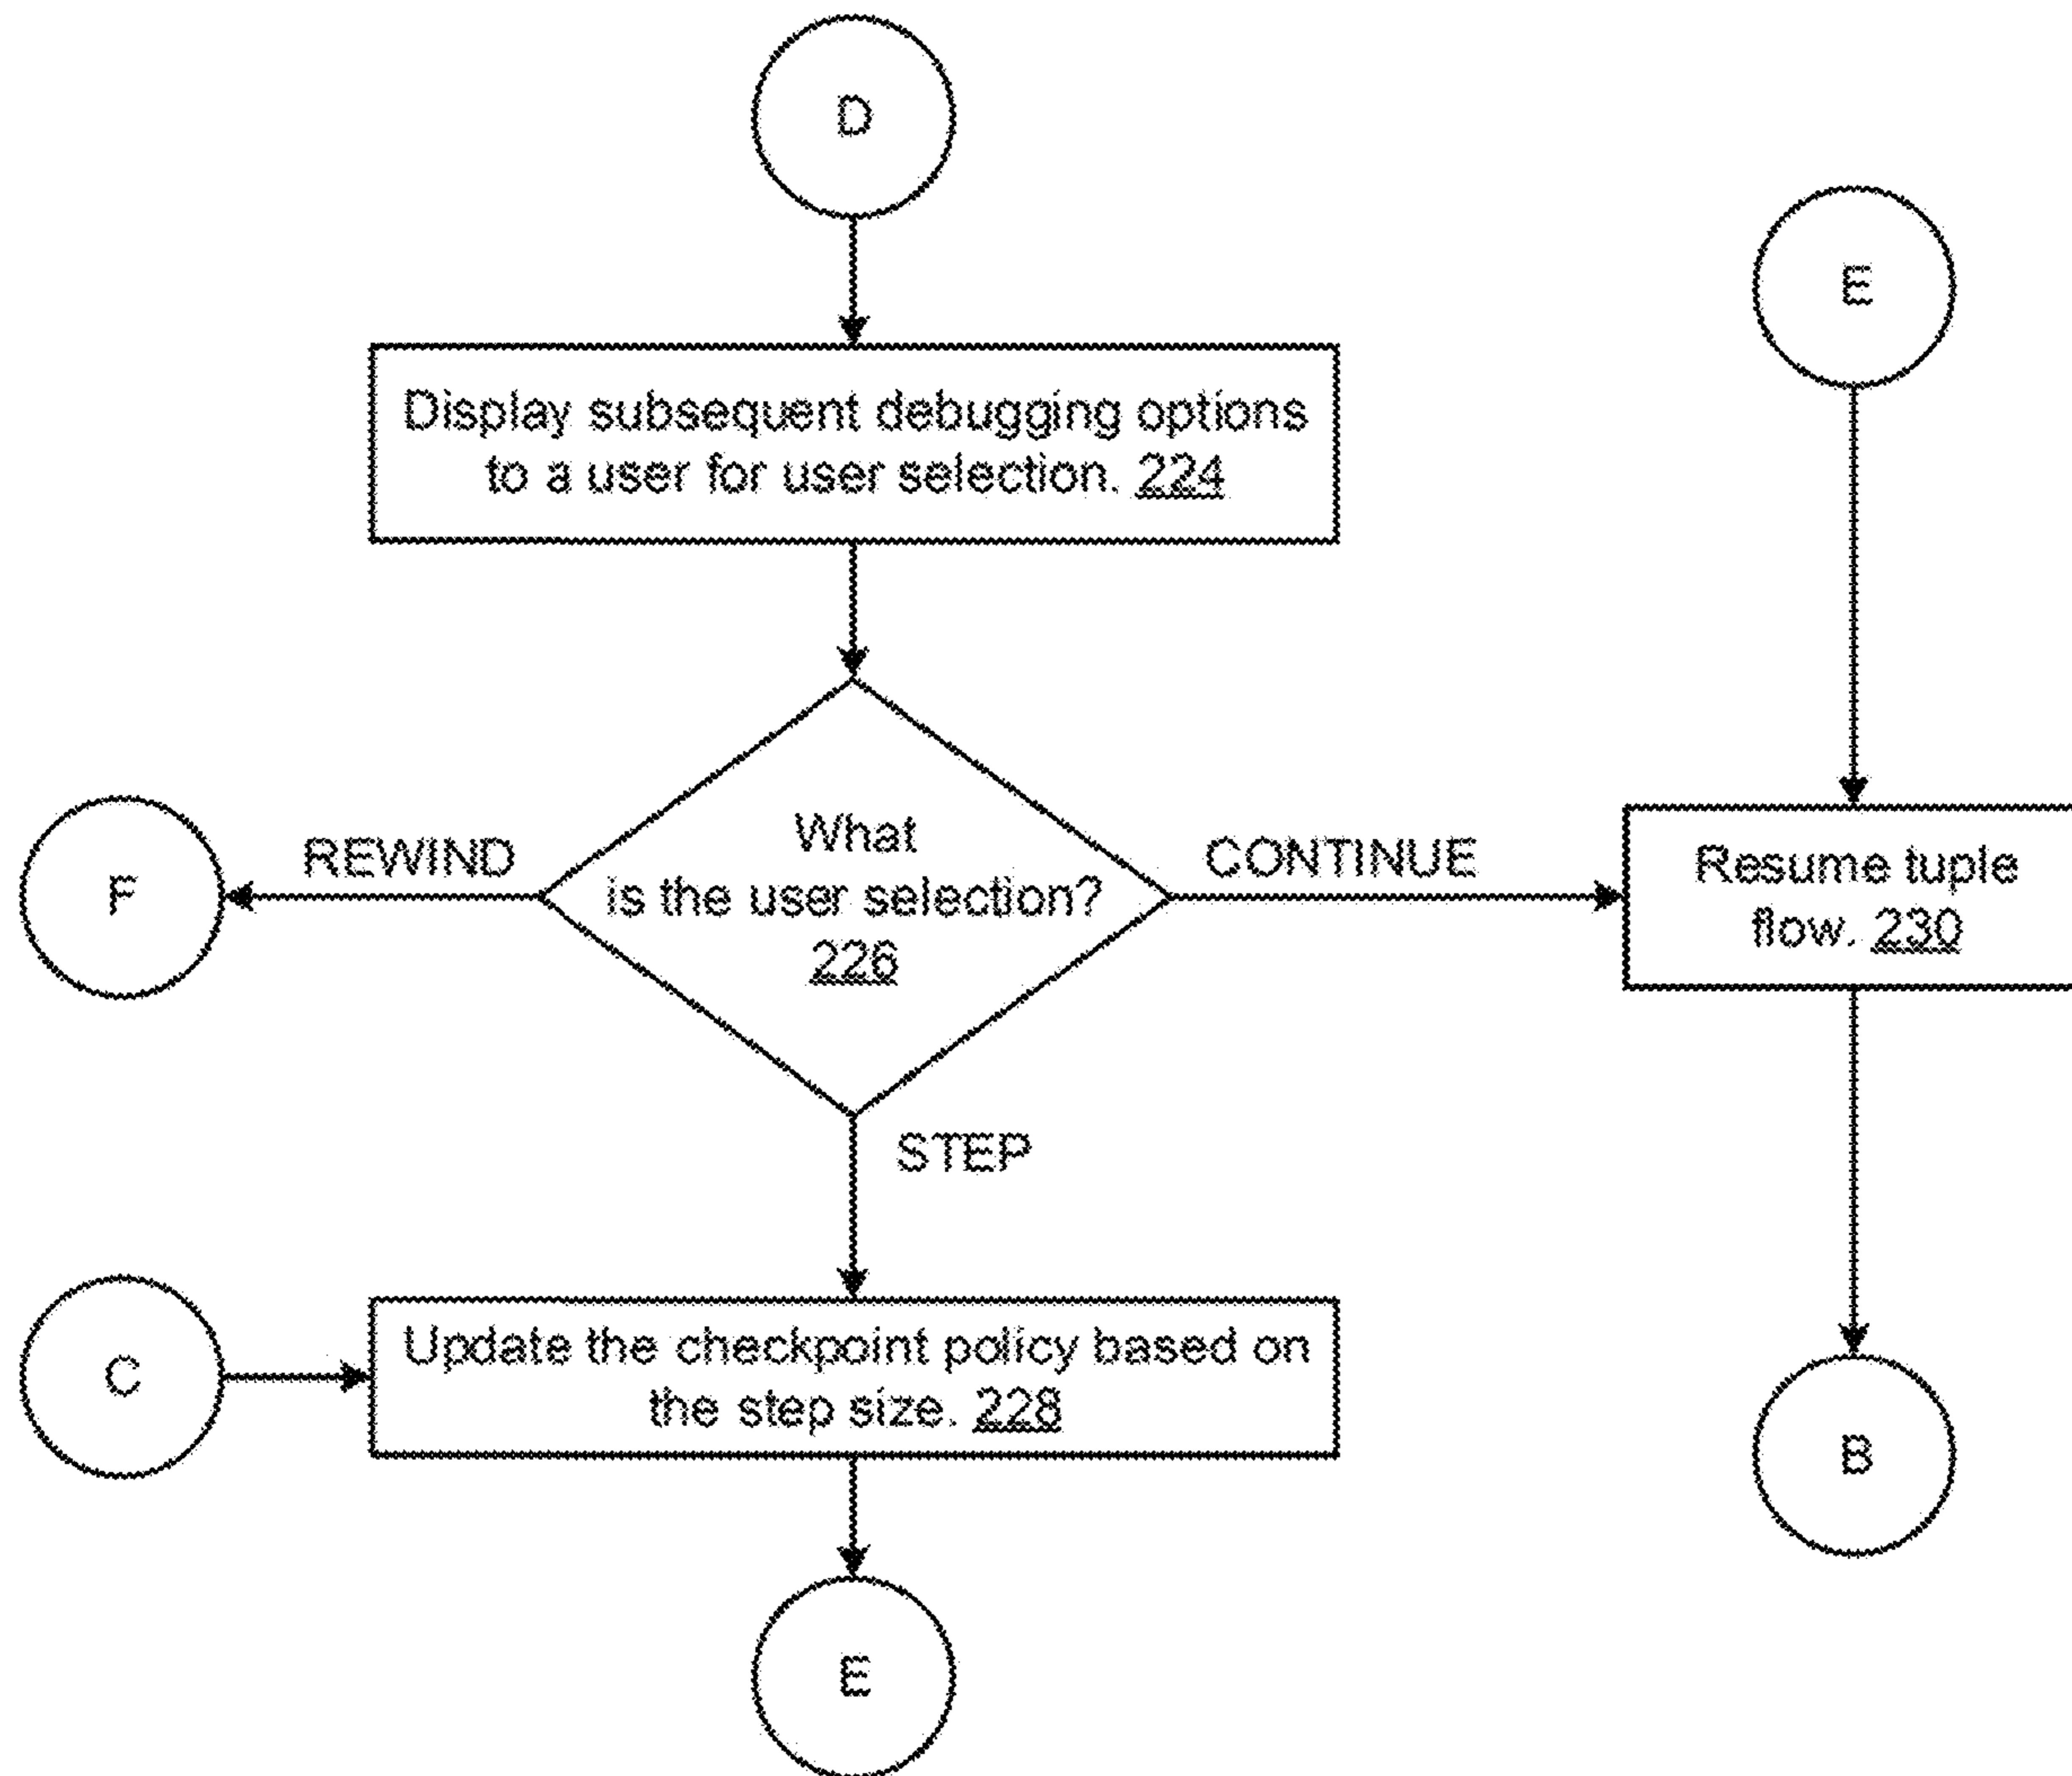 D
E
Display subsequent debugging options
to a user for user selection. 224
What
is the user selection?
226
REWIND
F
CONTINUE
Resume tuple
flow. 230
STEP
C
Update the checkpoint policy based on
the step size. 228
B
E